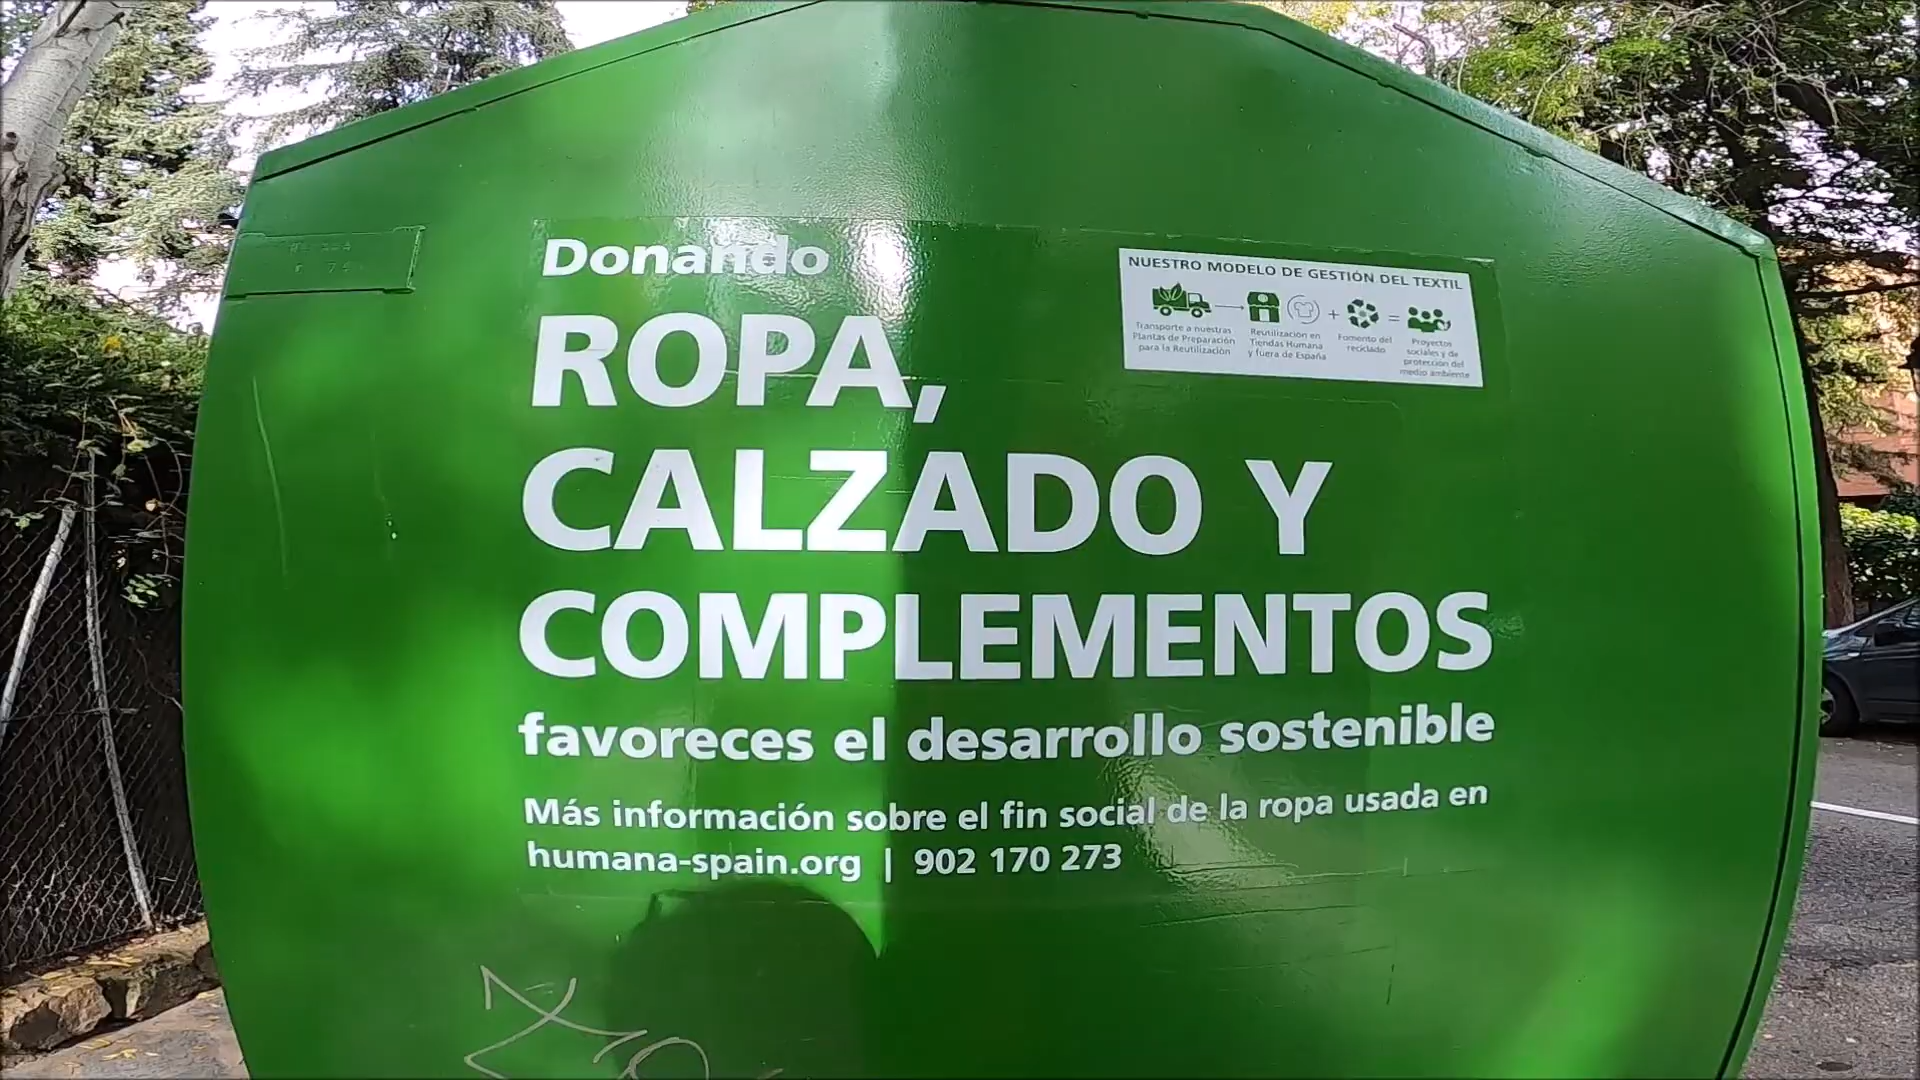 Donando
ROPA,
CALZADO Y
COMPLEMENTOS
favoreces el desarrollo sostenible
Más información sobre el fin social de la ropa usada en
humana-spain.org | 902 170 273
NUESTRO MODELO DE GESTIÓN DEL TEXTIL
Transporte a nuestras
Plantas de Preparación
para la Reutilización
Reutilización en
Tiendas Humana
y fuera de España
+
Fomento del
reciclado
=
Proyectos
sociales y de
protección del
medio ambiente